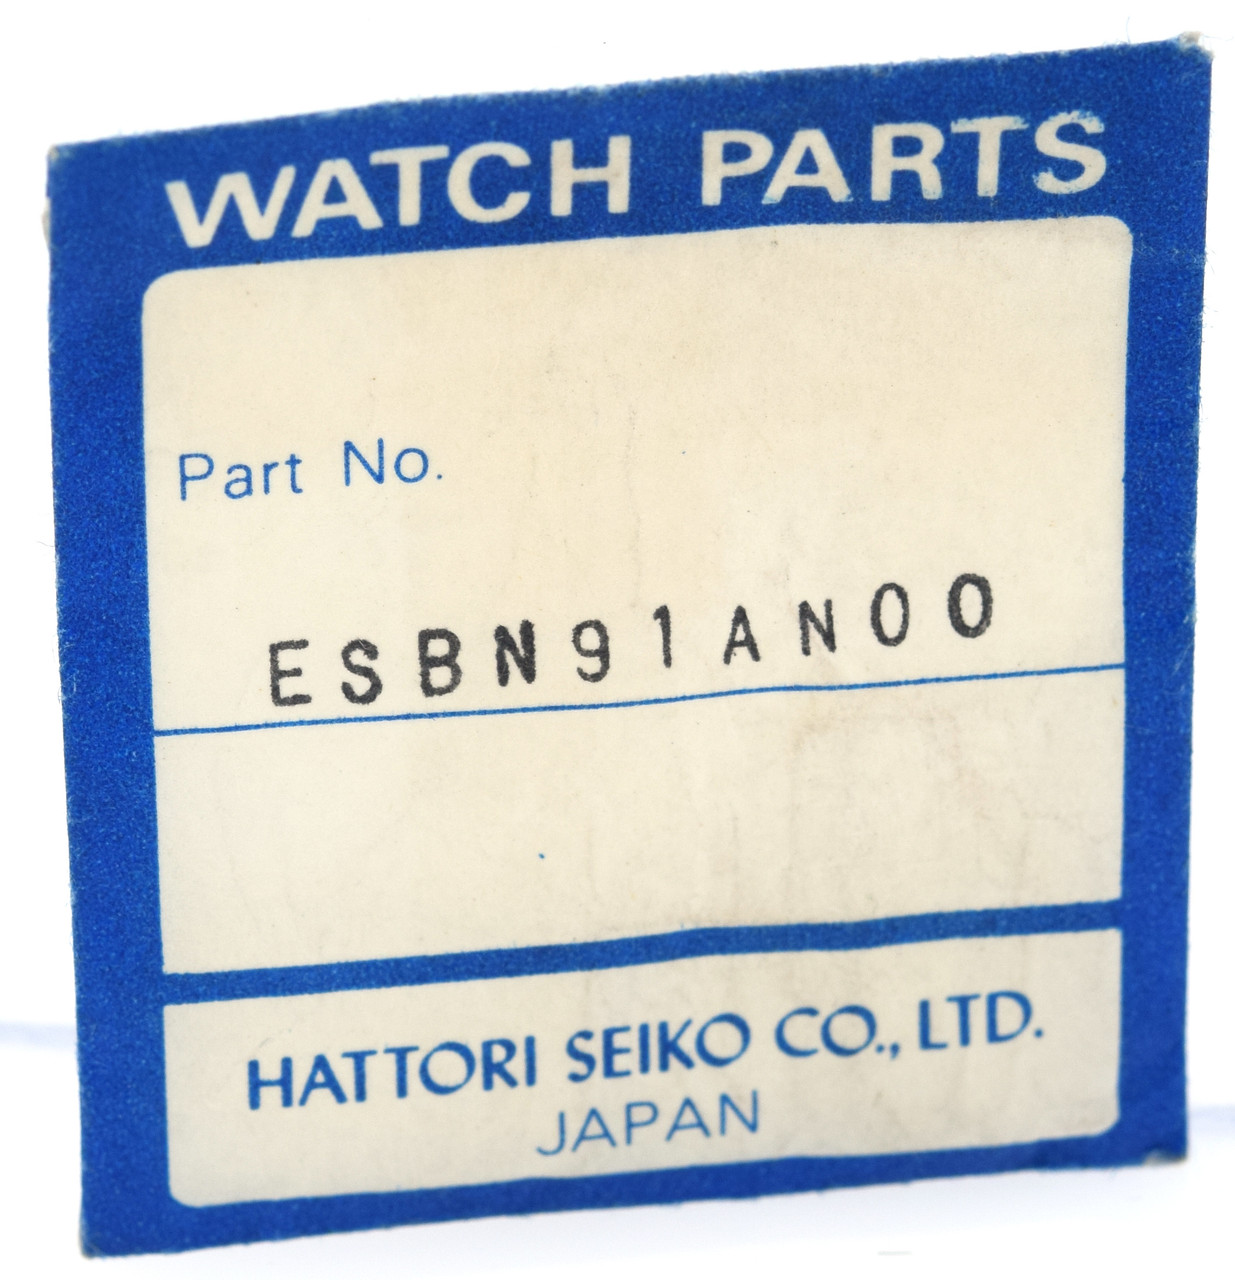 WATCH PARTS
Part No.
ESBN91AN00
HATTORI SEIKO CO., LTD.
JAPAN